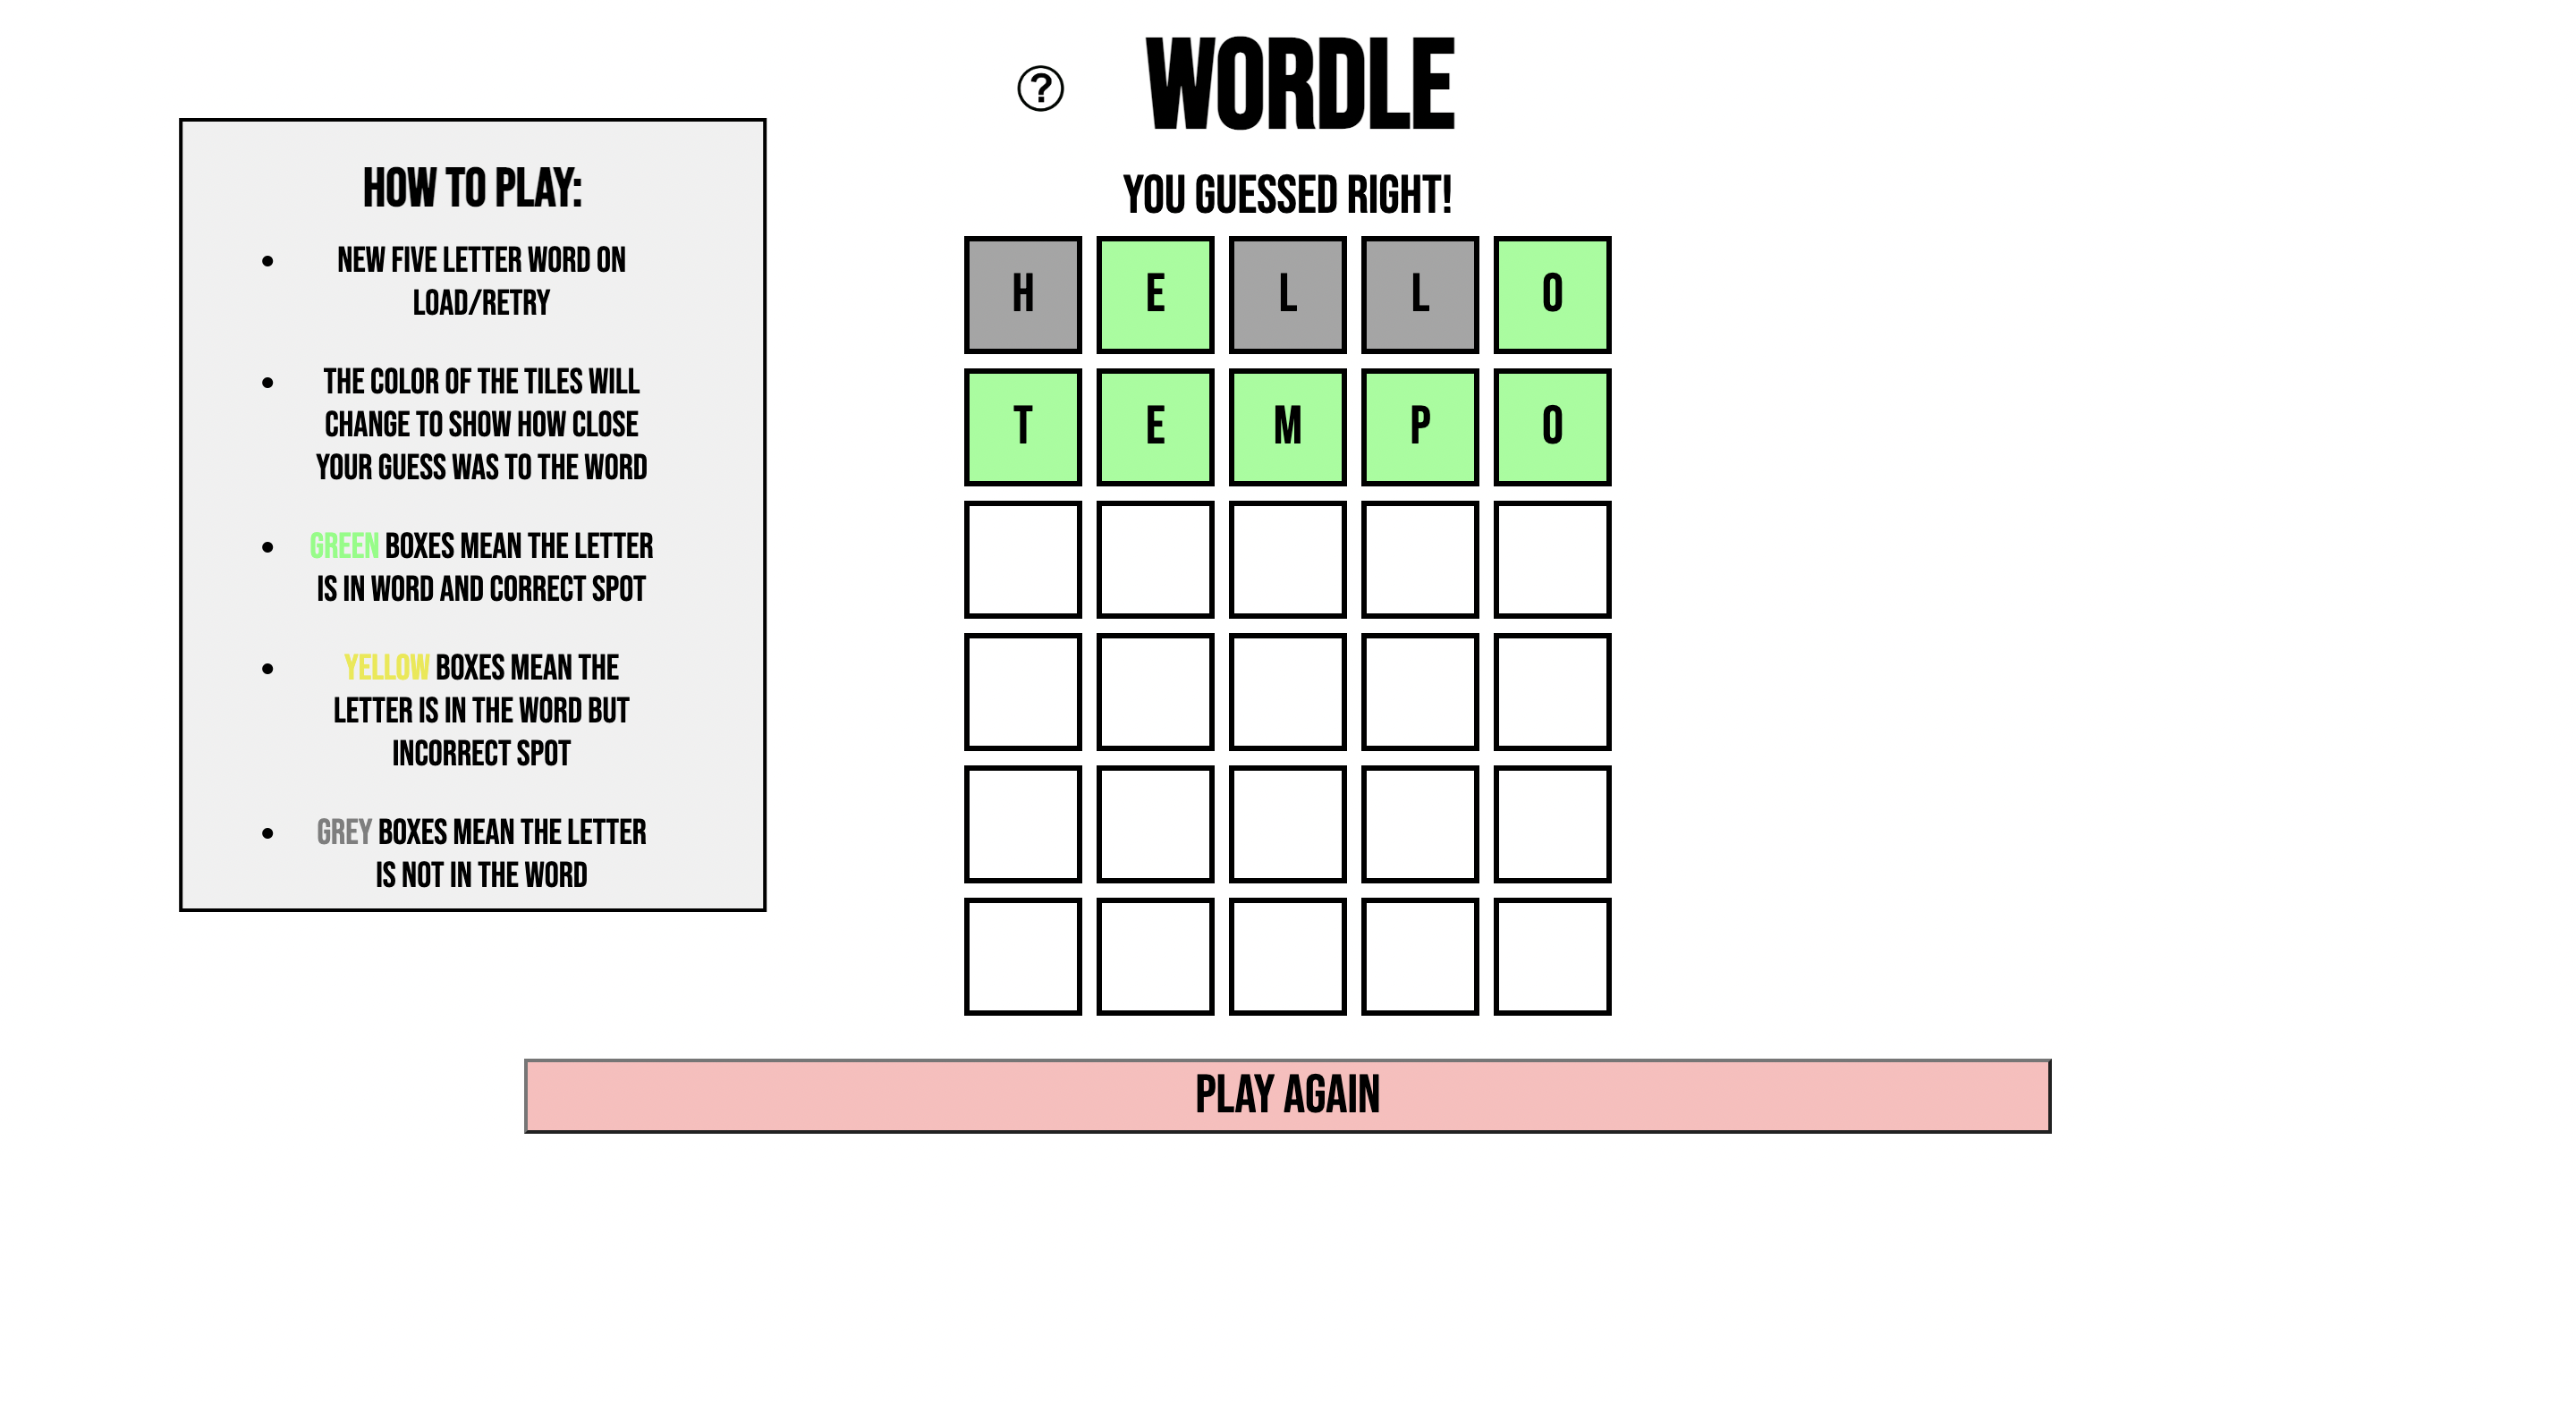 ?
WORDLE
YOU GUESSED RIGHT!
HOW TO PLAY:
• NEW FIVE LETTER WORD ON
LOAD/RETRY
• THE COLOR OF THE TILES WILL
CHANGE TO SHOW HOW CLOSE
YOUR GUESS WAS TO THE WORD
• GREEN BOXES MEAN THE LETTER
IS IN WORD AND CORRECT SPOT
• YELLOW BOXES MEAN THE
LETTER IS IN THE WORD BUT
INCORRECT SPOT
• GREY BOXES MEAN THE LETTER
IS NOT IN THE WORD
H E L L O
T E M P O
PLAY AGAIN